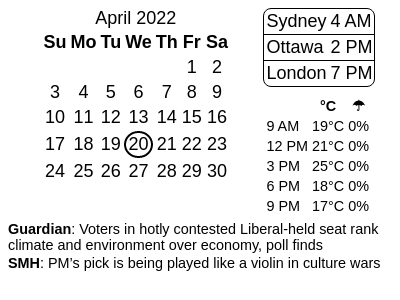 April 2022
Su Mo Tu We Th Fr Sa
1 2
3 4 5 6 7 8 9
10 11 12 13 14 15 16
17 18 19 20 21 22 23
24 25 26 27 28 29 30
Sydney 4 AM
Ottawa 2 PM
London 7 PM
°C ☂
9 AM 19°C 0%
12 PM 21°C 0%
3 PM 25°C 0%
6 PM 18°C 0%
9 PM 17°C 0%
Guardian: Voters in hotly contested Liberal-held seat rank
climate and environment over economy, poll finds
SMH: PM’s pick is being played like a violin in culture wars